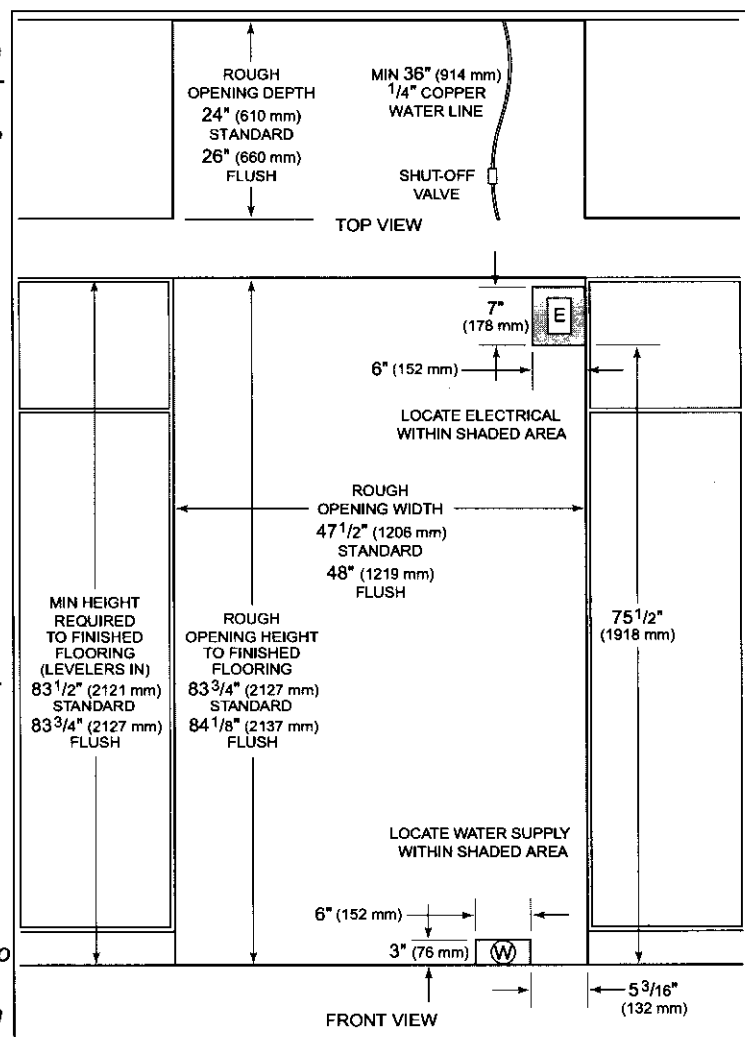 ROUGH
OPENING DEPTH
24" (610 mm)
STANDARD
26" (660 mm)
FLUSH
MIN 36" (914 mm)
1/4" COPPER
WATER LINE
SHUT-OFF
VALVE
TOP VIEW
7"
(178 mm)
E
6" (152 mm)
LOCATE ELECTRICAL
WITHIN SHADED AREA
ROUGH
OPENING WIDTH
47 1/2" (1206 mm)
STANDARD
48" (1219 mm)
FLUSH
MIN HEIGHT
REQUIRED
TO FINISHED
FLOORING
(LEVELERS IN)
83 1/2" (2121 mm)
STANDARD
83 3/4" (2127 mm)
FLUSH
ROUGH
OPENING HEIGHT
TO FINISHED
FLOORING
83 3/4" (2127 mm)
STANDARD
84 1/8" (2137 mm)
FLUSH
75 1/2"
(1918 mm)
LOCATE WATER SUPPLY
WITHIN SHADED AREA
6" (152 mm)
3" (76 mm)
W
5 3/16"
(132 mm)
FRONT VIEW